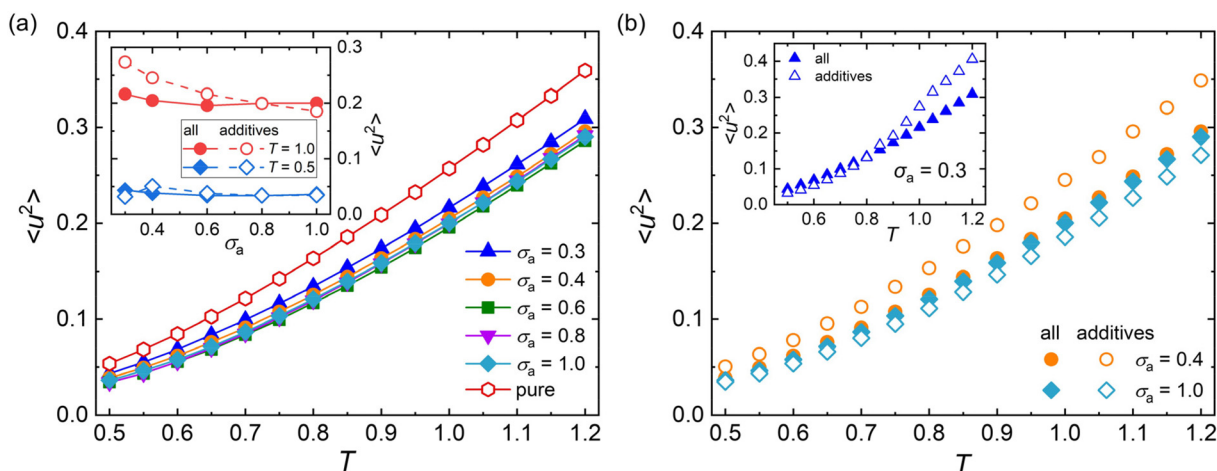 (a)
0.4
0.3
0.2
0.1
0.0
<u²>
0.5 0.6 0.7 0.8 0.9 1.0 1.1 1.2
T
0.3
0.2
0.1
0.0
<u²>
0.4 0.6 0.8 1.0
σa
all additives
T = 1.0
T = 0.5
σa = 0.3
σa = 0.4
σa = 0.6
σa = 0.8
σa = 1.0
pure
(b)
0.4
0.3
0.2
0.1
0.0
<u²>
0.5 0.6 0.7 0.8 0.9 1.0 1.1 1.2
T
0.4
0.3
0.2
0.1
0.0
<u²>
0.6 0.8 1.0 1.2
T
all
additives
σa = 0.3
all additives
σa = 0.4
σa = 1.0